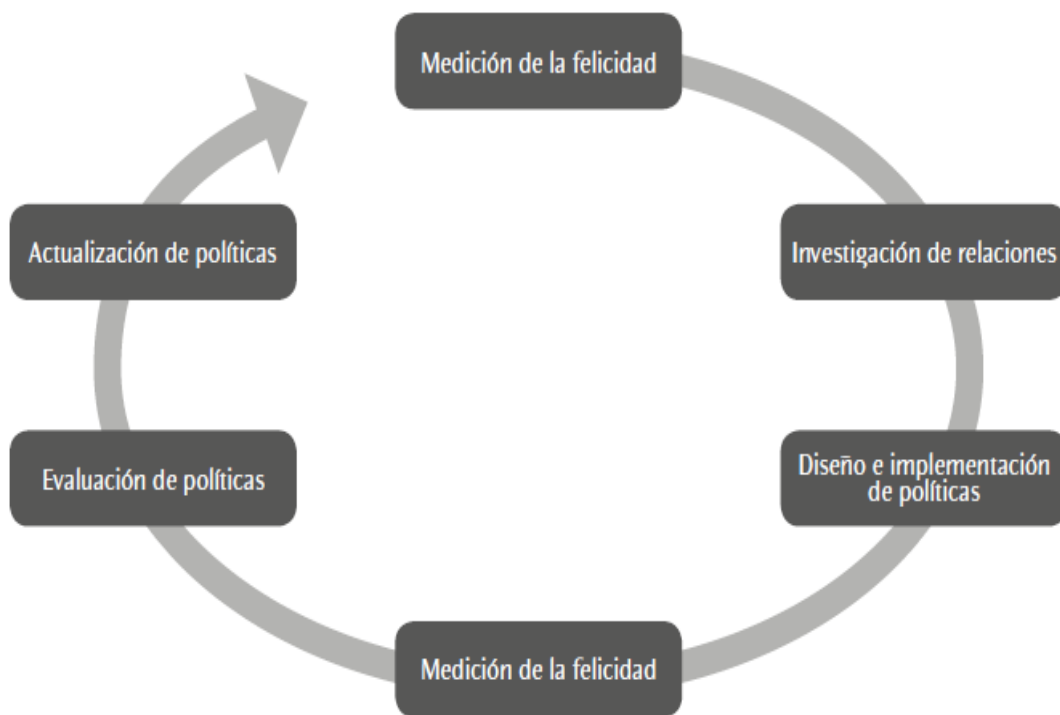 Medición de la felicidad
Investigación de relaciones
Diseño e implementación
de políticas
Medición de la felicidad
Evaluación de políticas
Actualización de políticas